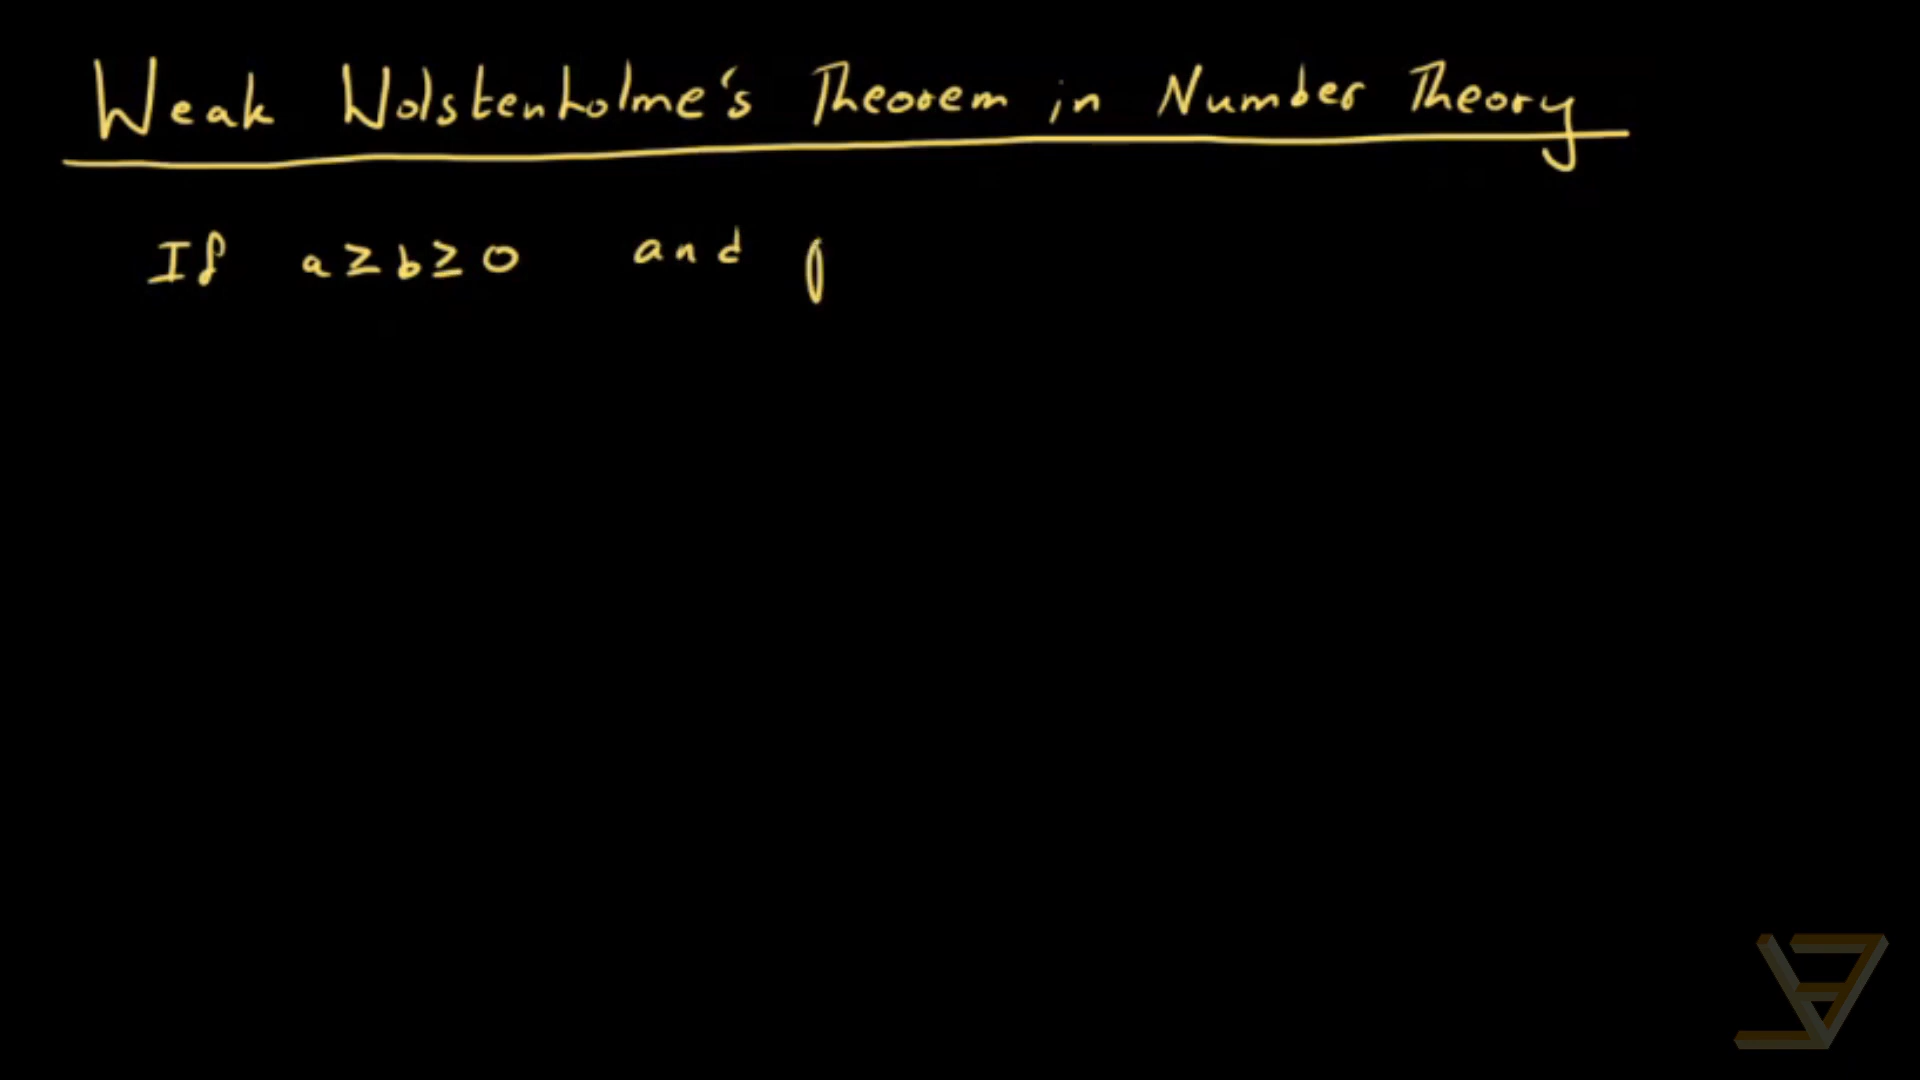 Weak Wolstenholme's Theorem in Number Theory
If a ≥ b ≥ 0 and